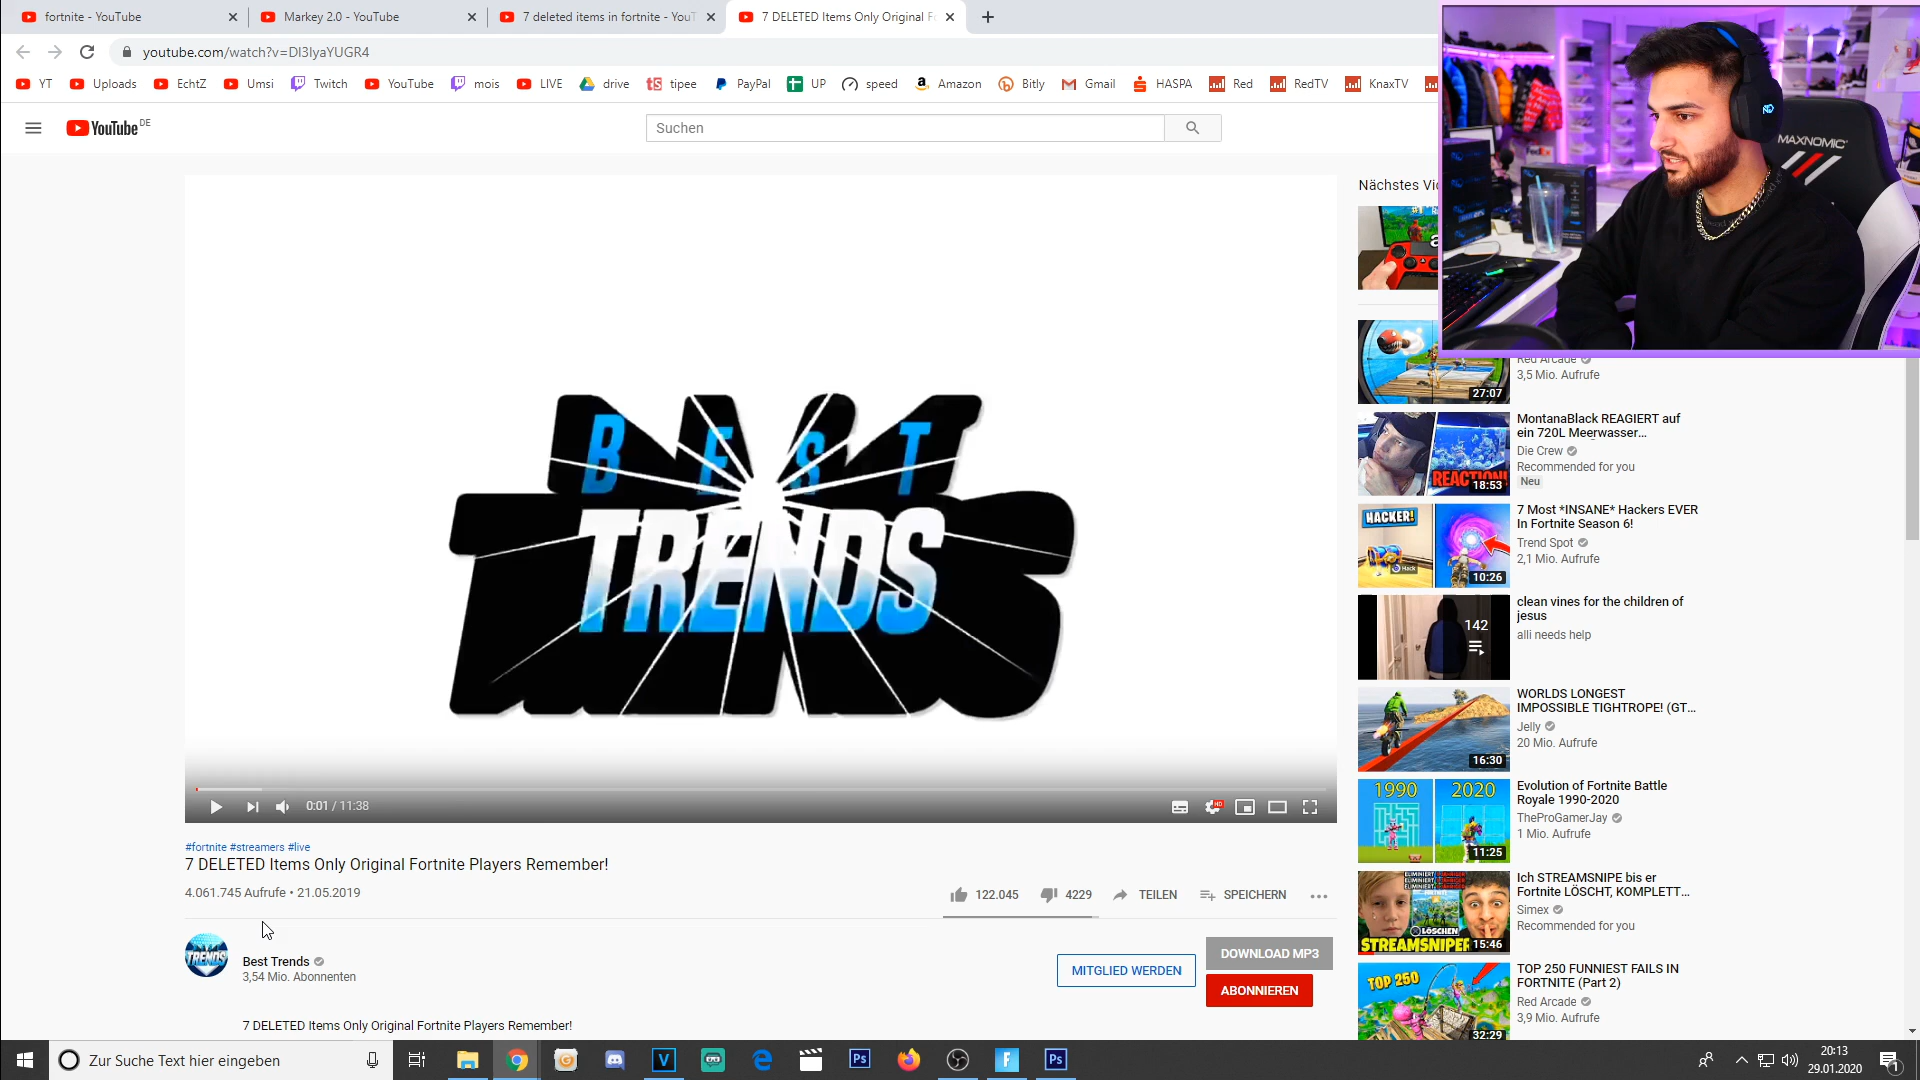 fortnite - YouTube
Markey 2.0 - YouTube
7 deleted items in fortnite - YouT
7 DELETED Items Only Original F
youtube.com/watch?v=DI3IyaYUGR4
YT
Uploads
EchtZ
Umsi
Twitch
YouTube
mois
LIVE
drive
tipee
PayPal
UP
speed
Amazon
Bitly
Gmail
HASPA
Red
RedTV
KnaxTV
YouTube DE
Suchen
MAXNOMIC
Nächstes Vi
BEST
TRENDS
0:01 / 11:38
#fortnite #streamers #live
7 DELETED Items Only Original Fortnite Players Remember!
4.061.745 Aufrufe • 21.05.2019
122.045
4229
TEILEN
SPEICHERN
TRENDS
Best Trends
3,54 Mio. Abonnenten
MITGLIED WERDEN
DOWNLOAD MP3
ABONNIEREN
7 DELETED Items Only Original Fortnite Players Remember!
27:07
Red Arcade
3,5 Mio. Aufrufe
REACTION!
18:53
MontanaBlack REAGIERT auf
ein 720L Meerwasser...
Die Crew
Recommended for you
Neu
HACKER!
Hack
10:26
7 Most *INSANE* Hackers EVER
In Fortnite Season 6!
Trend Spot
2,1 Mio. Aufrufe
142
clean vines for the children of
jesus
alli needs help
16:30
WORLDS LONGEST
IMPOSSIBLE TIGHTROPE! (GT...
Jelly
20 Mio. Aufrufe
1990
2020
11:25
Evolution of Fortnite Battle
Royale 1990-2020
TheProGamerJay
1 Mio. Aufrufe
LÖSCHEN
STREAMSNIPER
15:46
Ich STREAMSNIPE bis er
Fortnite LÖSCHT, KOMPLETT...
Simex
Recommended for you
TOP 250
32:29
TOP 250 FUNNIEST FAILS IN
FORTNITE (Part 2)
Red Arcade
3,9 Mio. Aufrufe
Zur Suche Text hier eingeben
20:13
29.01.2020